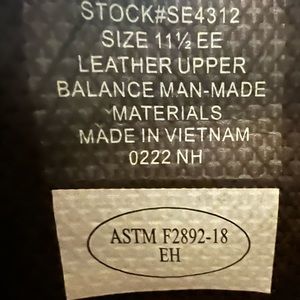 STOCK#SE4312
SIZE 11½ EE
LEATHER UPPER
BALANCE MAN-MADE
MATERIALS
MADE IN VIETNAM
0222 NH
ASTM F2892-18
EH